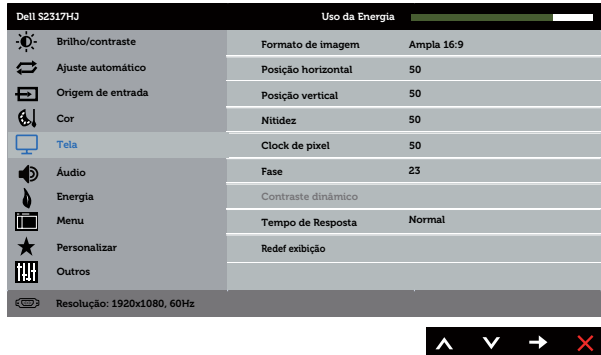 Dell S2317HJ Uso da Energia
Brilho/contraste Formato de imagem Ampla 16:9
Ajuste automático Posição horizontal 50
Origem de entrada Posição vertical 50
Cor Nitidez 50
Tela Clock de pixel 50
Áudio Fase 23
Energia Contraste dinámico
Menu Tempo de Resposta Normal
Personalizar Redef exibição
Outros
Resolução: 1920x1080, 60Hz